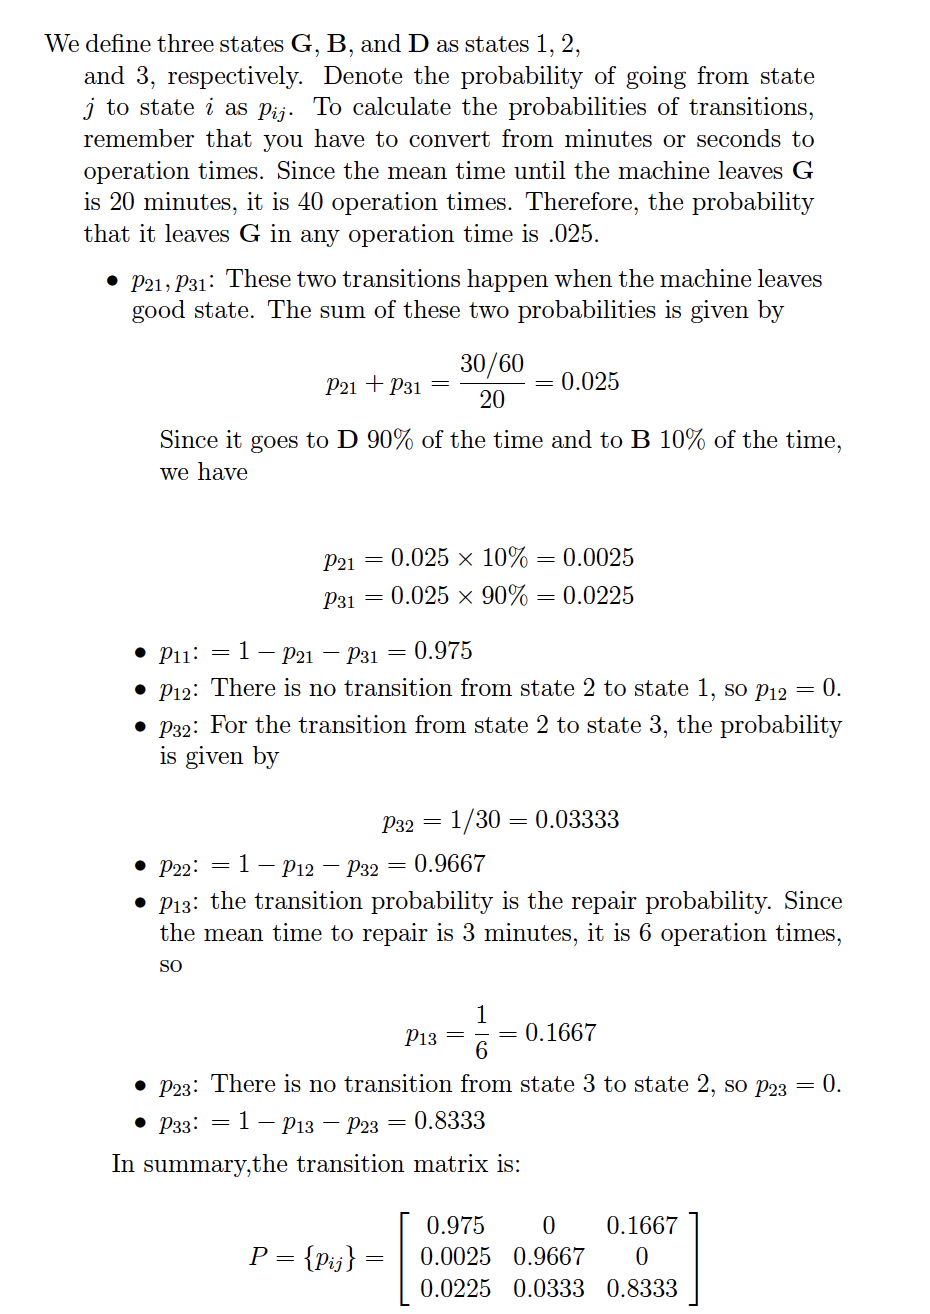 We define three states G, B, and D as states 1, 2,
and 3, respectively. Denote the probability of going from state
j to state i as p_{ij}. To calculate the probabilities of transitions,
remember that you have to convert from minutes or seconds to
operation times. Since the mean time until the machine leaves G
is 20 minutes, it is 40 operation times. Therefore, the probability
that it leaves G in any operation time is .025.
• p_{21}, p_{31}: These two transitions happen when the machine leaves
good state. The sum of these two probabilities is given by
p_{21} + p_{31} = \frac{30/60}{20} = 0.025
Since it goes to D 90% of the time and to B 10% of the time,
we have
p_{21} = 0.025 × 10% = 0.0025
p_{31} = 0.025 × 90% = 0.0225
• p_{11}: = 1 − p_{21} − p_{31} = 0.975
• p_{12}: There is no transition from state 2 to state 1, so p_{12} = 0.
• p_{32}: For the transition from state 2 to state 3, the probability
is given by
p_{32} = 1/30 = 0.03333
• p_{22}: = 1 − p_{12} − p_{32} = 0.9667
• p_{13}: the transition probability is the repair probability. Since
the mean time to repair is 3 minutes, it is 6 operation times,
so
p_{13} = \frac{1}{6} = 0.1667
• p_{23}: There is no transition from state 3 to state 2, so p_{23} = 0.
• p_{33}: = 1 − p_{13} − p_{23} = 0.8333
In summary,the transition matrix is:
0.975 0 0.1667
P = {p_{ij}} = [ 0.0025 0.9667 0 ]
0.0225 0.0333 0.8333